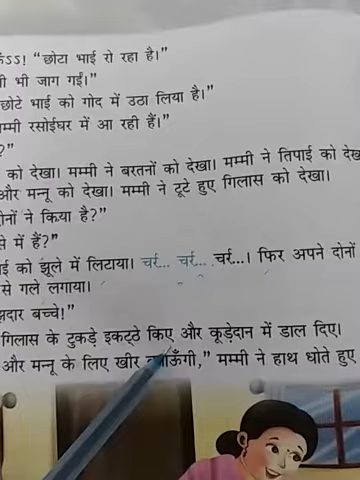 "छोटा भाई रो रहा है।"
भी जाग गईं।"
छोटे भाई को गोद में उठा लिया है।"
मम्मी रसोईघर में आ रही हैं।"
?"
को देखा। मम्मी ने बरतनों को देखा। मम्मी ने तिपाई को
और मन्नू को देखा। मम्मी ने टूटे हुए गिलास को देखा।
दोनों ने किया है?"
से में हैं?"
को झूले में लिटाया। चर्र... चर्र... चर्र...। फिर अपने दोनों
से गले लगाया।
बच्चे!"
गिलास के टुकड़े इकट्ठे किए और कूड़ेदान में डाल दिए।
और मन्नू के लिए खीर" मम्मी ने हाथ धोते हुए